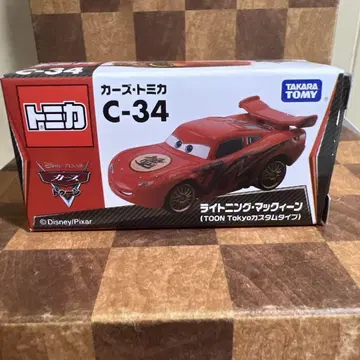 カーズ・トミカ
C-34
トミカ
TAKARA
TOMY
カーズ
©Disney/Pixar
ライトニング・マックィーン
(TOON Tokyoカスタムタイプ)